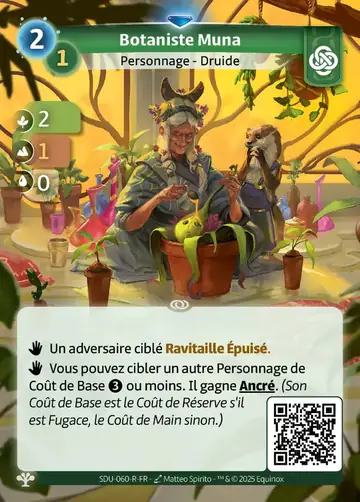 2
1
Botaniste Muna
Personnage - Druide
2
1
0
Un adversaire ciblé Ravitaille Épuisé.
Vous pouvez cibler un autre Personnage de
Coût de Base 3 ou moins. Il gagne Ancré. (Son
Coût de Base est le Coût de Réserve s'il
est Fugace, le Coût de Main sinon.)
SDU-060-R-FR - Matteo Spirito - ™ & © 2025 Equinox